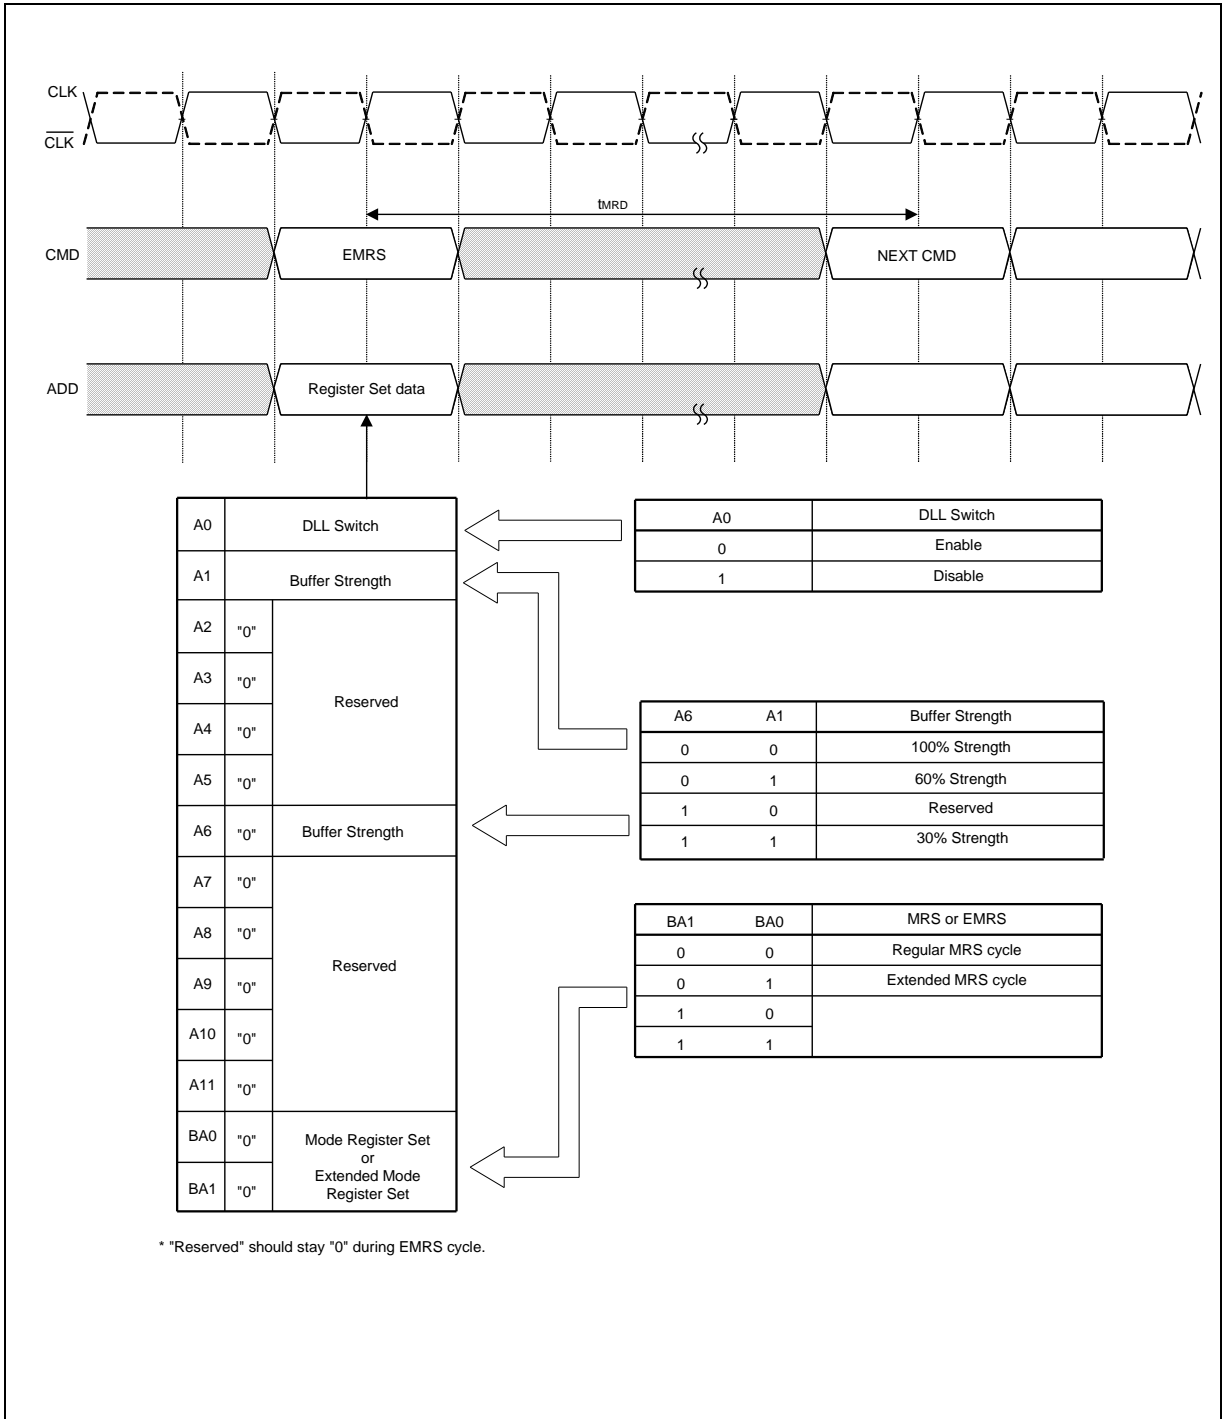 CLK
CLK
tMRD
CMD
EMRS
NEXT CMD
ADD
Register Set data
A0 DLL Switch
A1 Buffer Strength
A2 "0"
A3 "0"
Reserved
A4 "0"
A5 "0"
A6 "0" Buffer Strength
A7 "0"
A8 "0"
Reserved
A9 "0"
A10 "0"
A11 "0"
BA0 "0"
BA1 "0"
Mode Register Set
or
Extended Mode
Register Set
A0 DLL Switch
0 Enable
1 Disable
A6 A1 Buffer Strength
0 0 100% Strength
0 1 60% Strength
1 0 Reserved
1 1 30% Strength
BA1 BA0 MRS or EMRS
0 0 Regular MRS cycle
0 1 Extended MRS cycle
1 0
1 1
* "Reserved" should stay "0" during EMRS cycle.